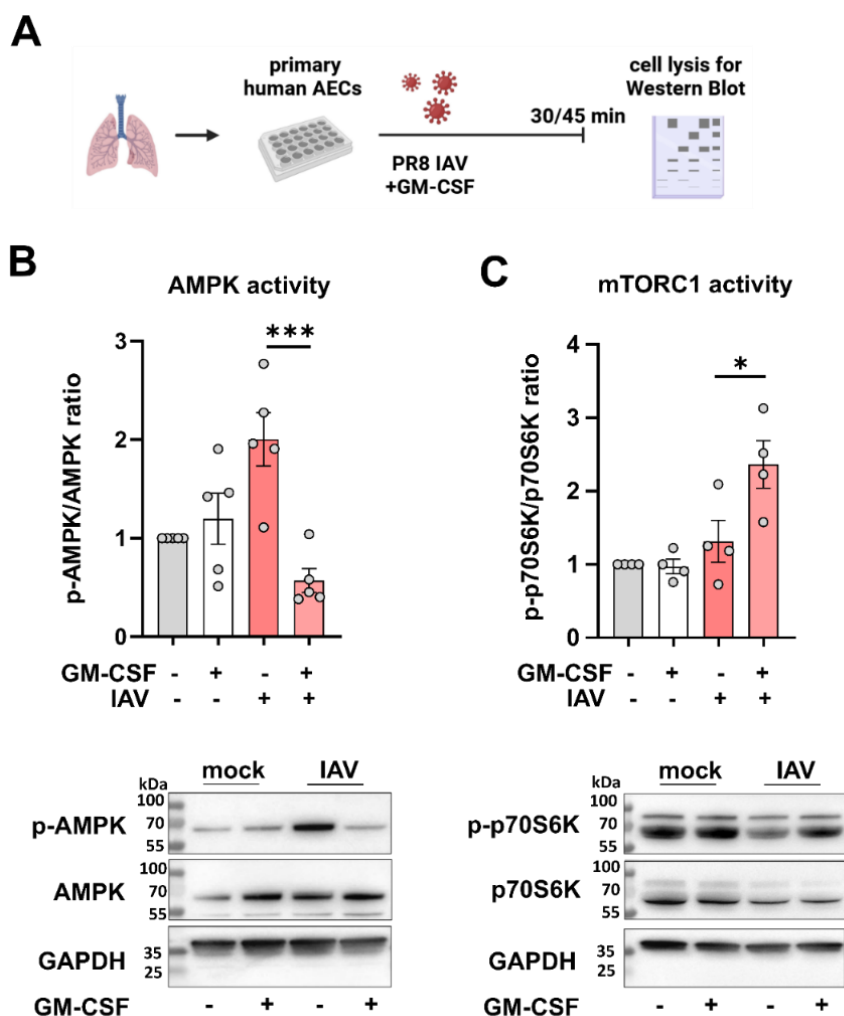 A
primary
human AECs
PR8 IAV
+GM-CSF
30/45 min
cell lysis for
Western Blot
B
AMPK activity
p-AMPK/AMPK ratio
3
2
1
0
***
GM-CSF - + - +
IAV - - + +
C
mTORC1 activity
p-p70S6K/p70S6K ratio
4
3
2
1
0
*
- + - +
- - + +
kDa mock IAV
p-AMPK 100
70
55
AMPK 100
70
55
GAPDH 35
25
GM-CSF - + - +
kDa mock IAV
p-p70S6K 100
70
55
p70S6K 100
70
55
GAPDH 35
25
GM-CSF - + - +